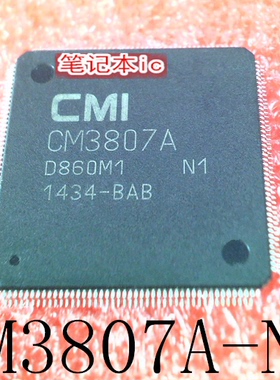 笔记本ic
CMI
CM3807A
D860M1 N1
1434-BAB
M3807A-N